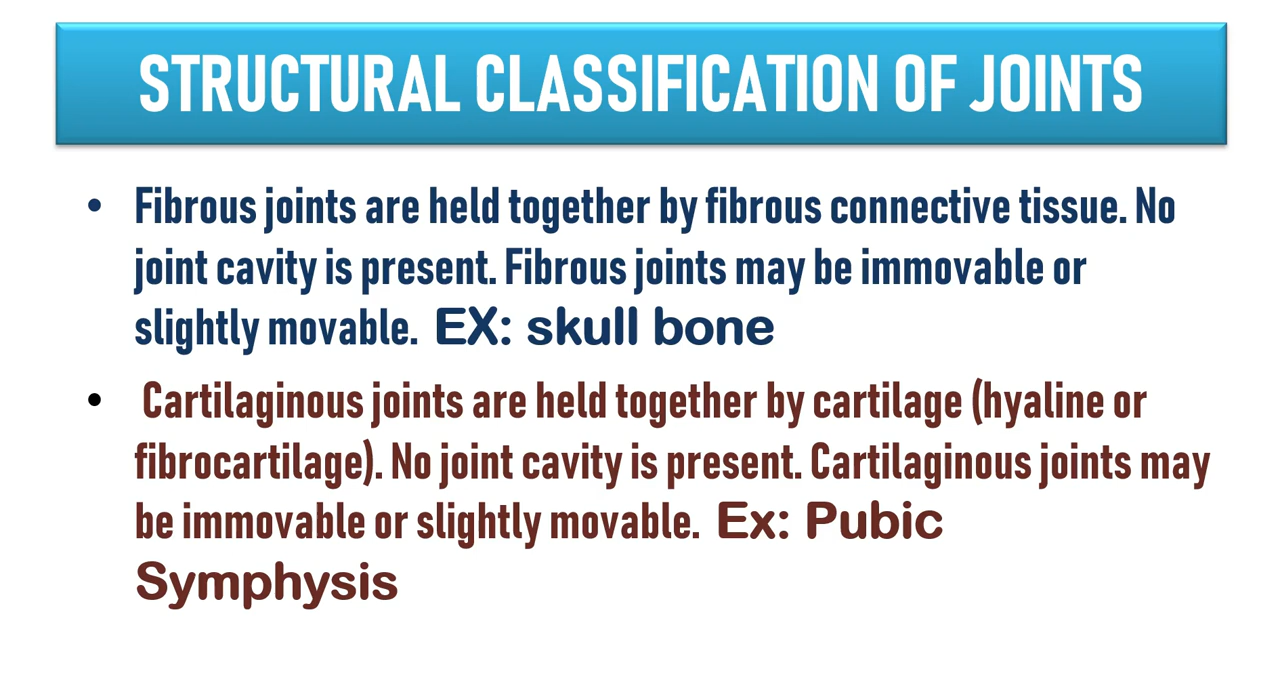 STRUCTURAL CLASSIFICATION OF JOINTS
• Fibrous joints are held together by fibrous connective tissue. No
joint cavity is present. Fibrous joints may be immovable or
slightly movable. EX: skull bone
• Cartilaginous joints are held together by cartilage (hyaline or
fibrocartilage). No joint cavity is present. Cartilaginous joints may
be immovable or slightly movable. Ex: Pubic
Symphysis